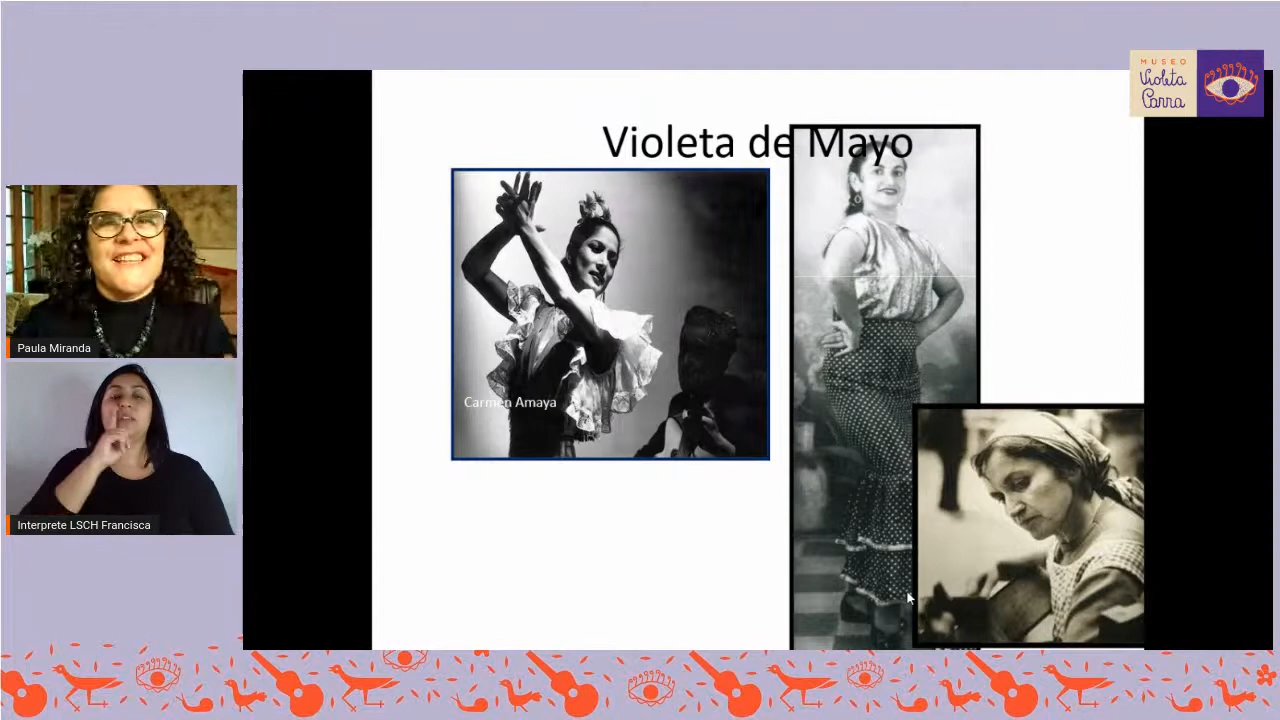 MUSEO
Violeta
Parra
Violeta de Mayo
Carmen Amaya
Paula Miranda
Interprete LSCH Francisca